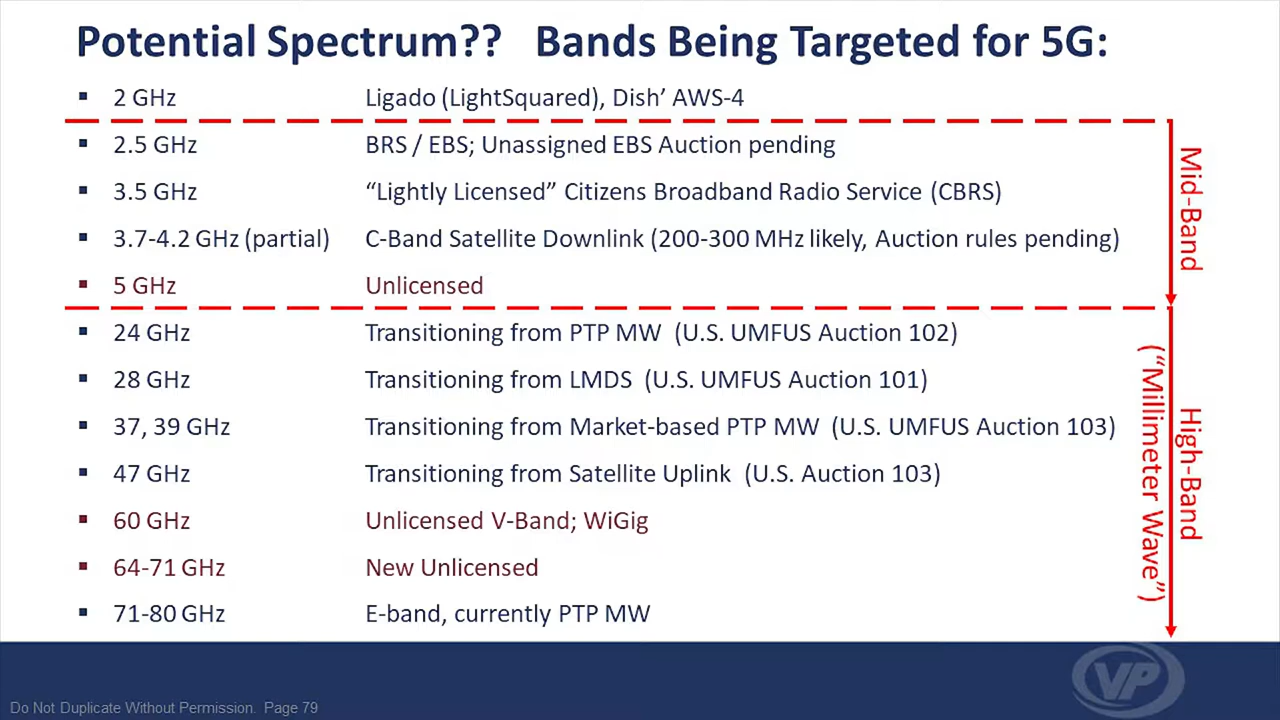 Potential Spectrum?? Bands Being Targeted for 5G:
▪ 2 GHz Ligado (LightSquared), Dish’ AWS-4
▪ 2.5 GHz BRS / EBS; Unassigned EBS Auction pending
▪ 3.5 GHz “Lightly Licensed” Citizens Broadband Radio Service (CBRS)
▪ 3.7-4.2 GHz (partial) C-Band Satellite Downlink (200-300 MHz likely, Auction rules pending)
▪ 5 GHz Unlicensed
Mid-Band
▪ 24 GHz Transitioning from PTP MW (U.S. UMFUS Auction 102)
▪ 28 GHz Transitioning from LMDS (U.S. UMFUS Auction 101)
▪ 37, 39 GHz Transitioning from Market-based PTP MW (U.S. UMFUS Auction 103)
▪ 47 GHz Transitioning from Satellite Uplink (U.S. Auction 103)
▪ 60 GHz Unlicensed V-Band; WiGig
▪ 64-71 GHz New Unlicensed
▪ 71-80 GHz E-band, currently PTP MW
High-Band
(“Millimeter Wave”)
VP
Do Not Duplicate Without Permission. Page 79